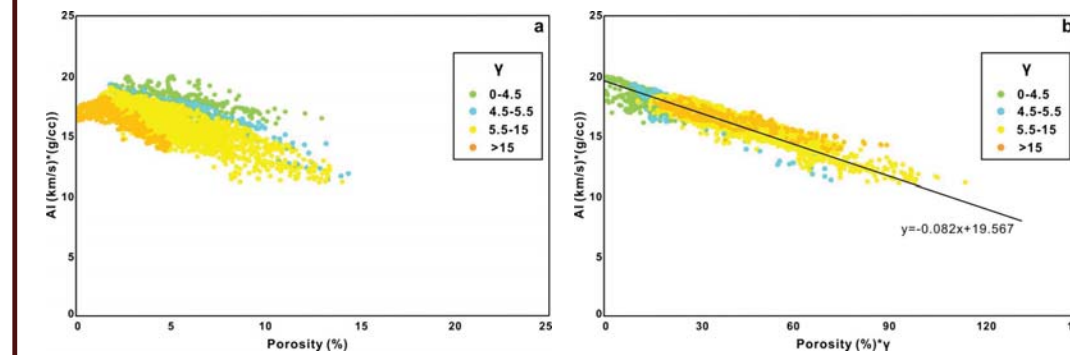 a
25
20
15
10
5
0
AI (km/s)*(g/cc))
γ
0-4.5
4.5-5.5
5.5-15
>15
0 5 10 15 20 25
Porosity (%)
b
25
20
15
10
5
0
AI (km/s)*(g/cc))
γ
0-4.5
4.5-5.5
5.5-15
>15
y=-0.082x+19.567
0 30 60 90 120
Porosity (%)*γ